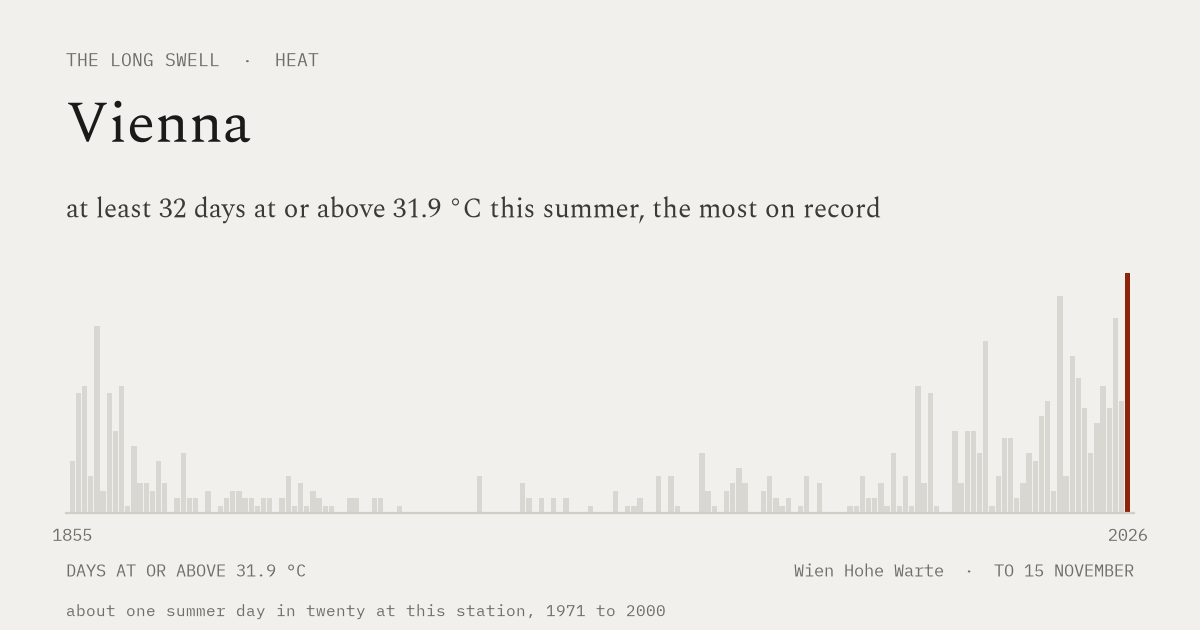 THE LONG SWELL · HEAT
Vienna
at least 32 days at or above 31.9 °C this summer, the most on record
1855
2026
DAYS AT OR ABOVE 31.9 °C
Wien Hohe Warte · TO 15 NOVEMBER
about one summer day in twenty at this station, 1971 to 2000